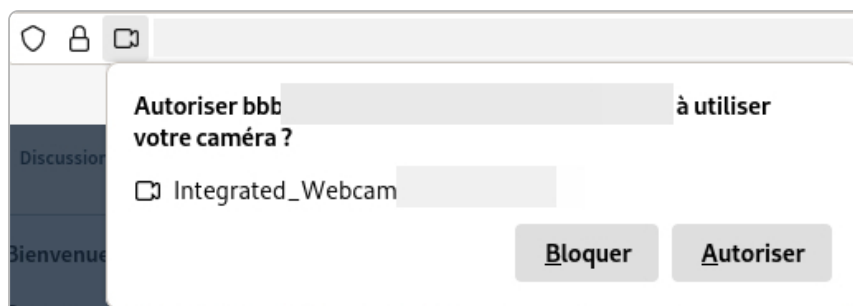 Autoriser bbb à utiliser
votre caméra ?
Discussion
Integrated_Webcam
Bienvenue
Bloquer Autoriser